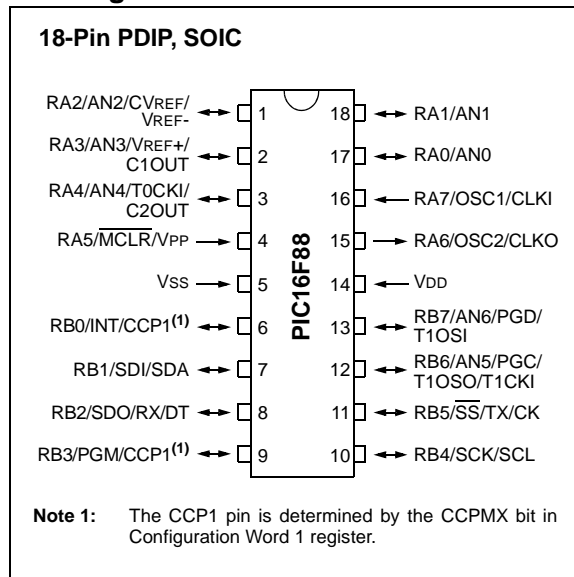 18-Pin PDIP, SOIC
RA2/AN2/CVREF/
VREF-
1
18
RA1/AN1
RA3/AN3/VREF+/
C1OUT
2
17
RA0/AN0
RA4/AN4/T0CKI/
C2OUT
3
16
RA7/OSC1/CLKI
RA5/MCLR/VPP
4
15
RA6/OSC2/CLKO
VSS
5
14
VDD
RB0/INT/CCP1(1)
6
13
RB7/AN6/PGD/
T1OSI
RB1/SDI/SDA
7
12
RB6/AN5/PGC/
T1OSO/T1CKI
RB2/SDO/RX/DT
8
11
RB5/SS/TX/CK
RB3/PGM/CCP1(1)
9
10
RB4/SCK/SCL
PIC16F88
Note 1: The CCP1 pin is determined by the CCPMX bit in
Configuration Word 1 register.